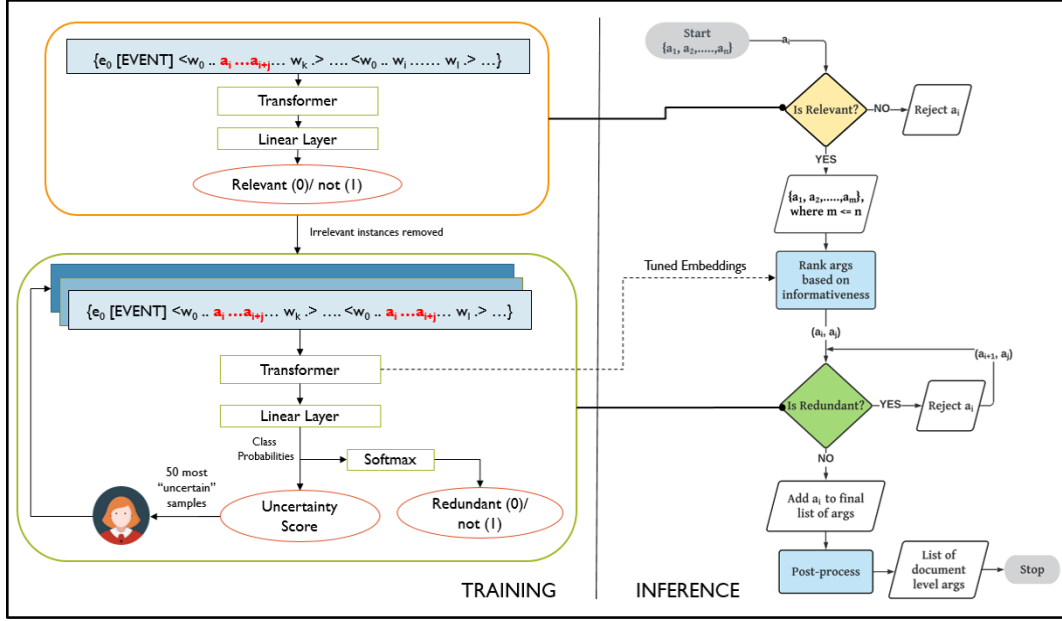 {e0 [EVENT] <w0 .. ai ...ai+j... wk .> .... <w0 .. wi ...... wl .> ...}
Transformer
Linear Layer
Relevant (0)/ not (1)
Irrelevant instances removed
{e0 [EVENT] <w0 .. ai ...ai+j... wk .> .... <w0 .. ai ...ai+j... wl .> ...}
Transformer
Linear Layer
Class
Probabilities
Softmax
50 most
“uncertain”
samples
Uncertainty
Score
Redundant (0)/
not (1)
TRAINING
Start
{a1, a2,.....,an}
ai
Is Relevant?
NO
Reject ai
YES
{a1, a2,.....,am},
where m <= n
Tuned Embeddings
Rank args
based on
informativeness
(ai, aj)
(ai+1, aj)
Is Redundant?
YES
Reject ai
NO
Add ai to final
list of args
Post-process
List of
document
level args
Stop
INFERENCE